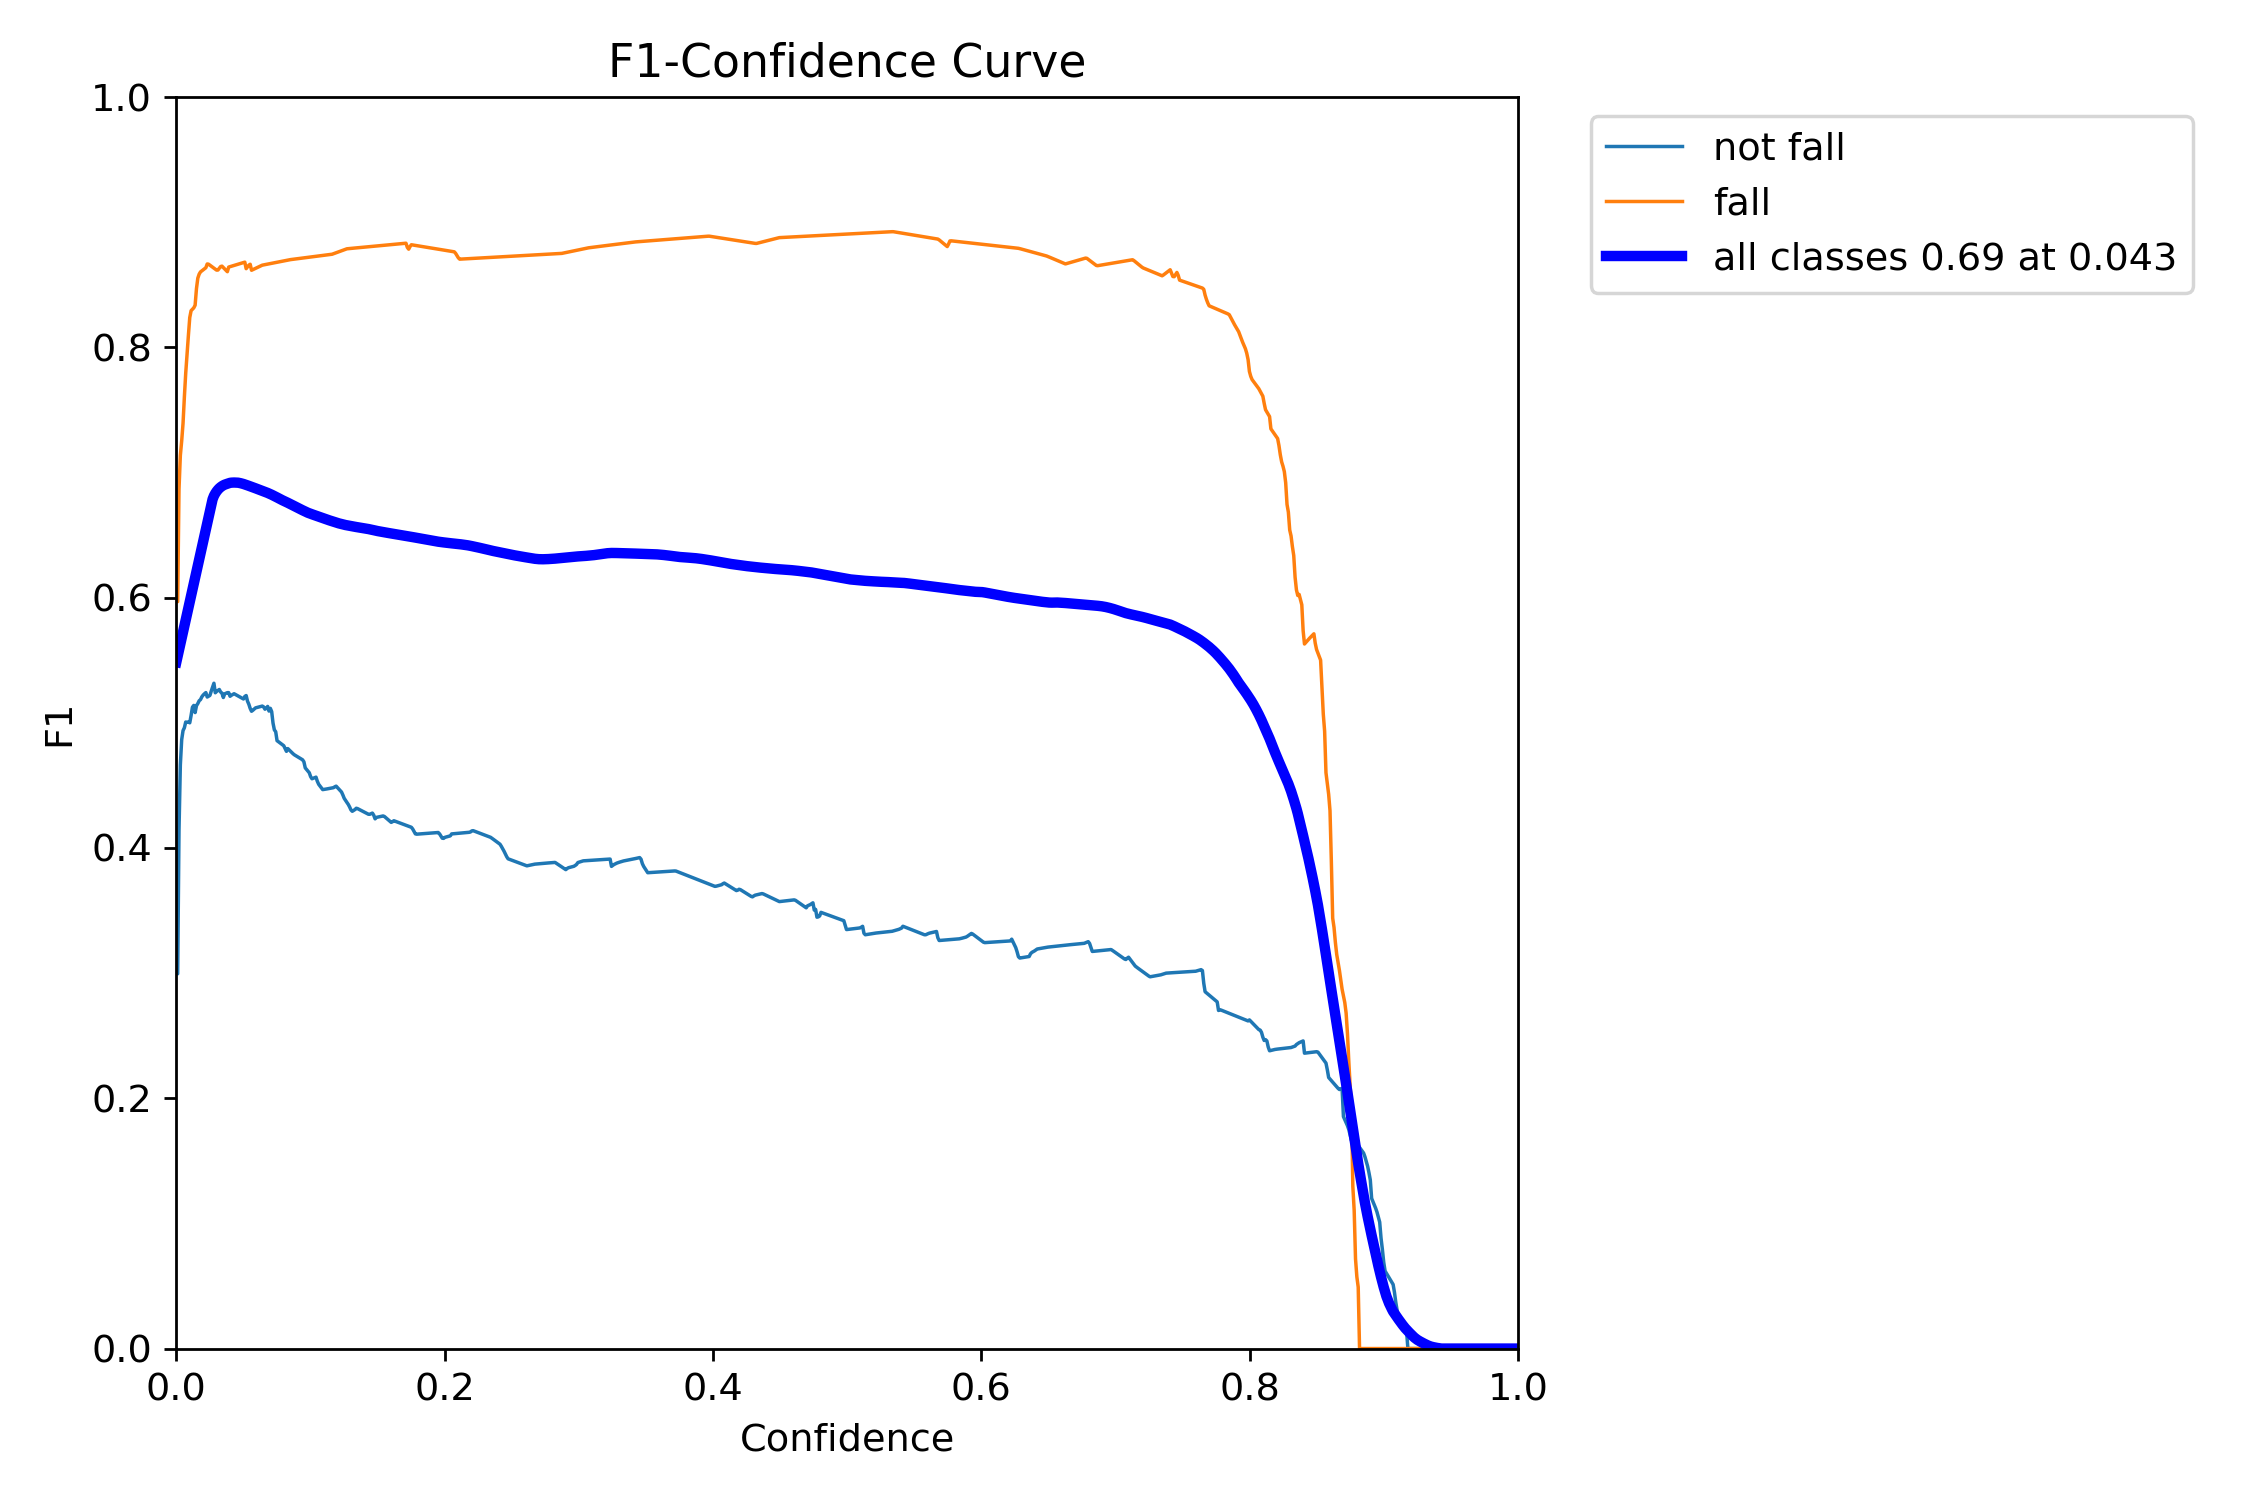 F1-Confidence Curve
1.0
0.8
0.6
0.4
0.2
0.0
F1
0.0 0.2 0.4 0.6 0.8 1.0
Confidence
not fall
fall
all classes 0.69 at 0.043